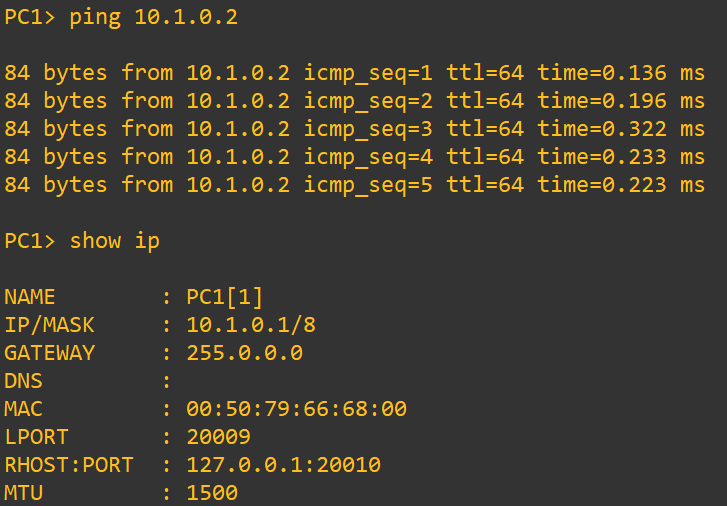 PC1> ping 10.1.0.2
84 bytes from 10.1.0.2 icmp_seq=1 ttl=64 time=0.136 ms
84 bytes from 10.1.0.2 icmp_seq=2 ttl=64 time=0.196 ms
84 bytes from 10.1.0.2 icmp_seq=3 ttl=64 time=0.322 ms
84 bytes from 10.1.0.2 icmp_seq=4 ttl=64 time=0.233 ms
84 bytes from 10.1.0.2 icmp_seq=5 ttl=64 time=0.223 ms
PC1> show ip
NAME        : PC1[1]
IP/MASK     : 10.1.0.1/8
GATEWAY     : 255.0.0.0
DNS         :
MAC         : 00:50:79:66:68:00
LPORT       : 20009
RHOST:PORT  : 127.0.0.1:20010
MTU         : 1500